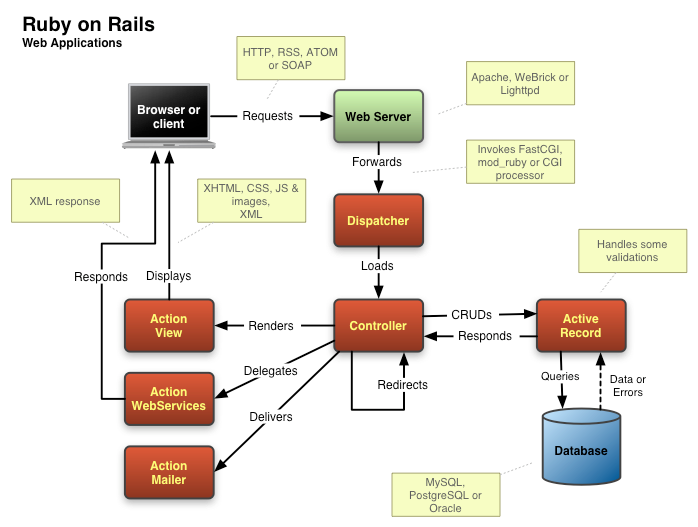 Ruby on Rails
Web Applications
HTTP, RSS, ATOM
or SOAP
Apache, WeBrick or
Lighttpd
Browser or
client
Requests
Web Server
Forwards
Invokes FastCGI,
mod_ruby or CGI
processor
XML response
XHTML, CSS, JS &
images,
XML
Dispatcher
Handles some
validations
Responds
Displays
Loads
Action
View
Renders
Controller
CRUDs
Responds
Active
Record
Delegates
Redirects
Queries
Data or
Errors
Action
WebServices
Delivers
Database
Action
Mailer
MySQL,
PostgreSQL or
Oracle